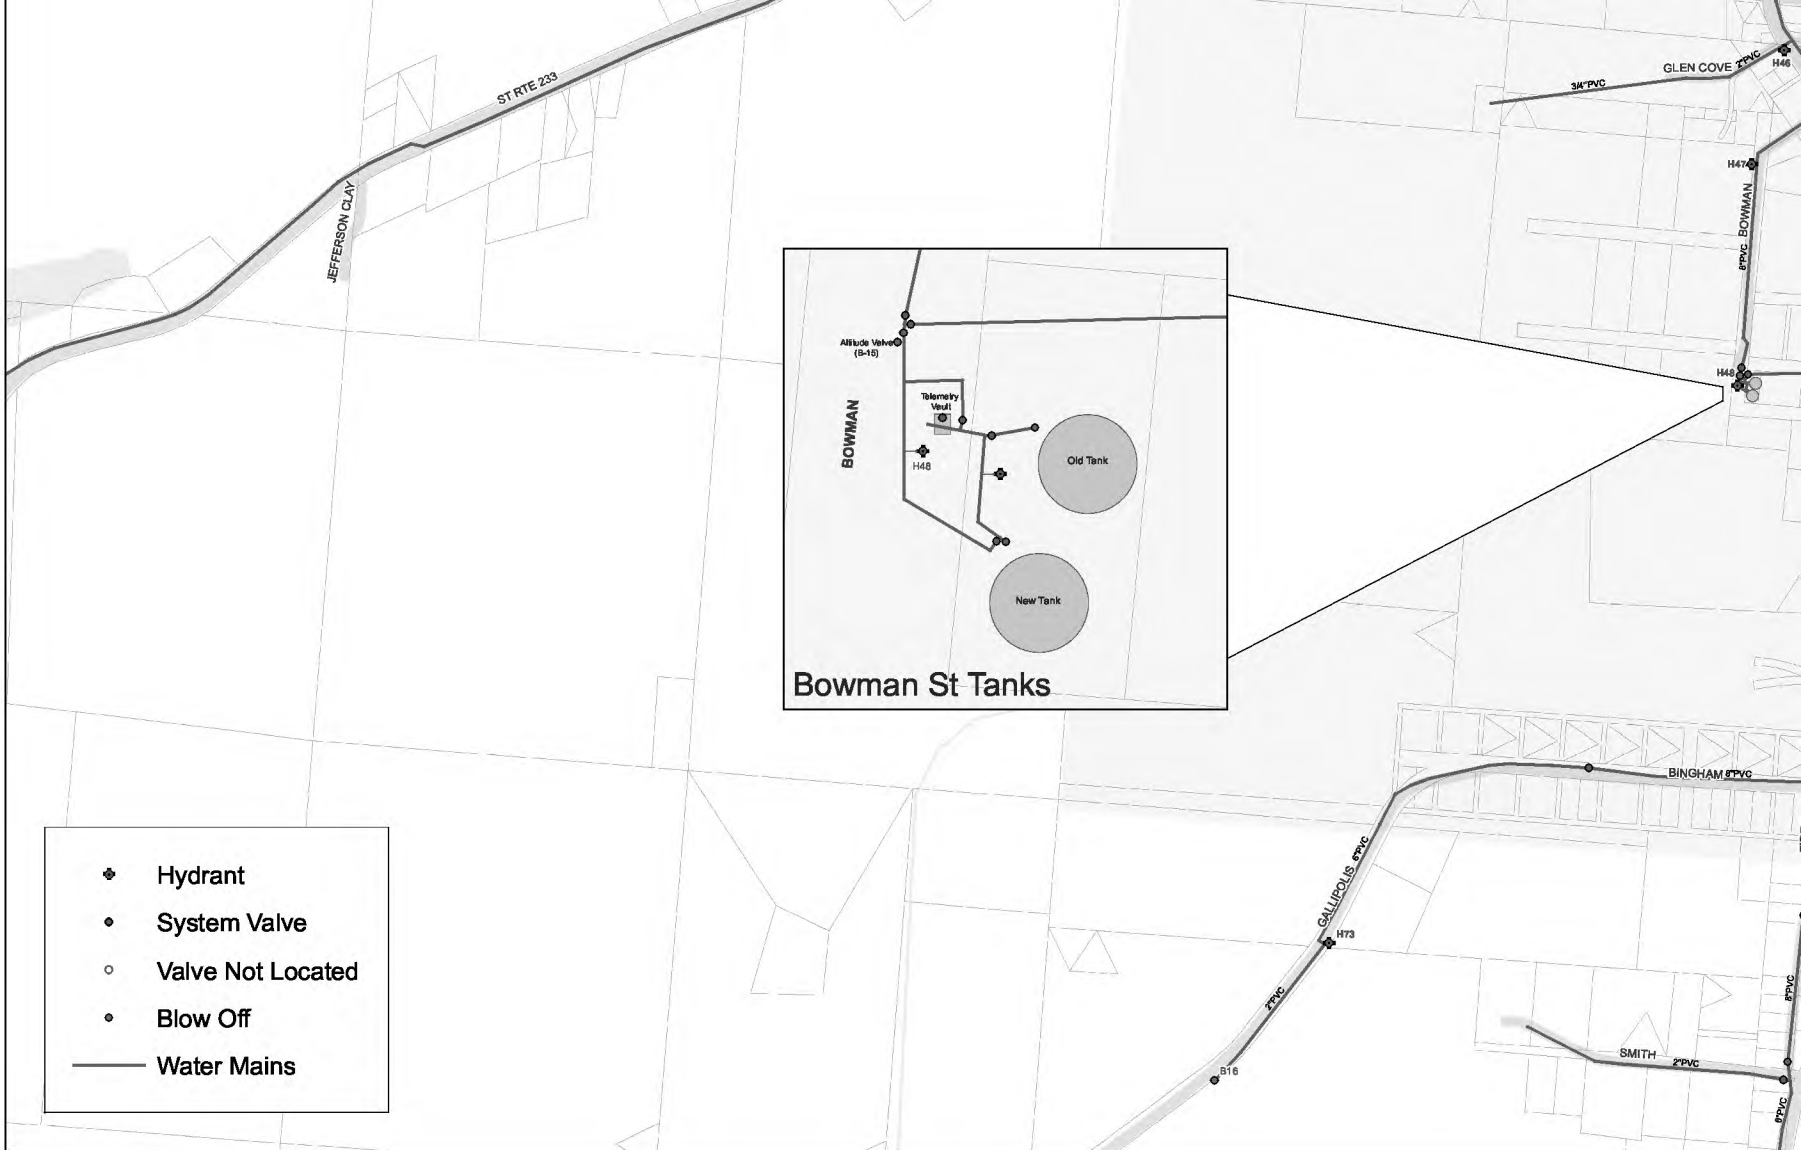 GLEN COVE
2"PVC
H46
3/4"PVC
ST RTE 233
H47
JEFFERSON CLAY
BOWMAN
8"PVC
H48
Altitude Valve
(B-15)
Telemetry
Vault
BOWMAN
H48
Old Tank
New Tank
Bowman St Tanks
BINGHAM
8"PVC
GALLIPOLIS
6"PVC
H73
2"PVC
B16
8"PVC
SMITH
2"PVC
6"PVC
Hydrant
System Valve
Valve Not Located
Blow Off
Water Mains